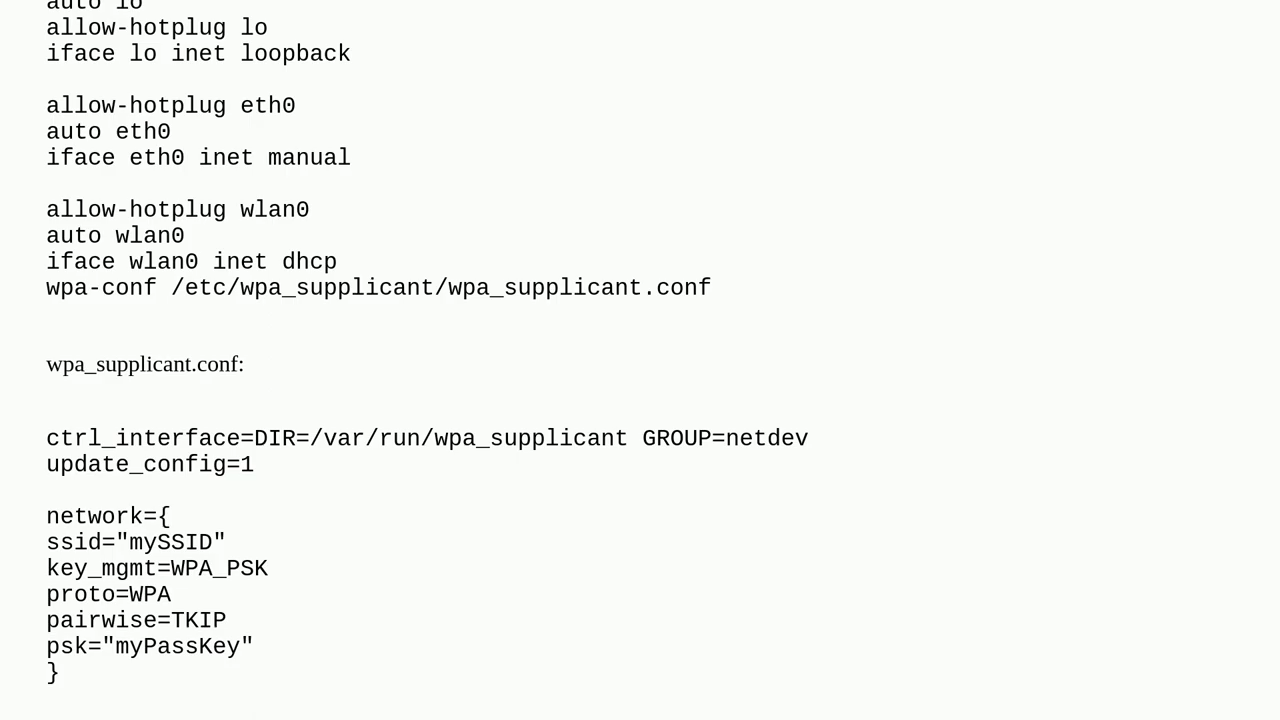 auto lo
allow-hotplug lo
iface lo inet loopback
allow-hotplug eth0
auto eth0
iface eth0 inet manual
allow-hotplug wlan0
auto wlan0
iface wlan0 inet dhcp
wpa-conf /etc/wpa_supplicant/wpa_supplicant.conf
wpa_supplicant.conf:
ctrl_interface=DIR=/var/run/wpa_supplicant GROUP=netdev
update_config=1
network={
ssid="mySSID"
key_mgmt=WPA_PSK
proto=WPA
pairwise=TKIP
psk="myPassKey"
}